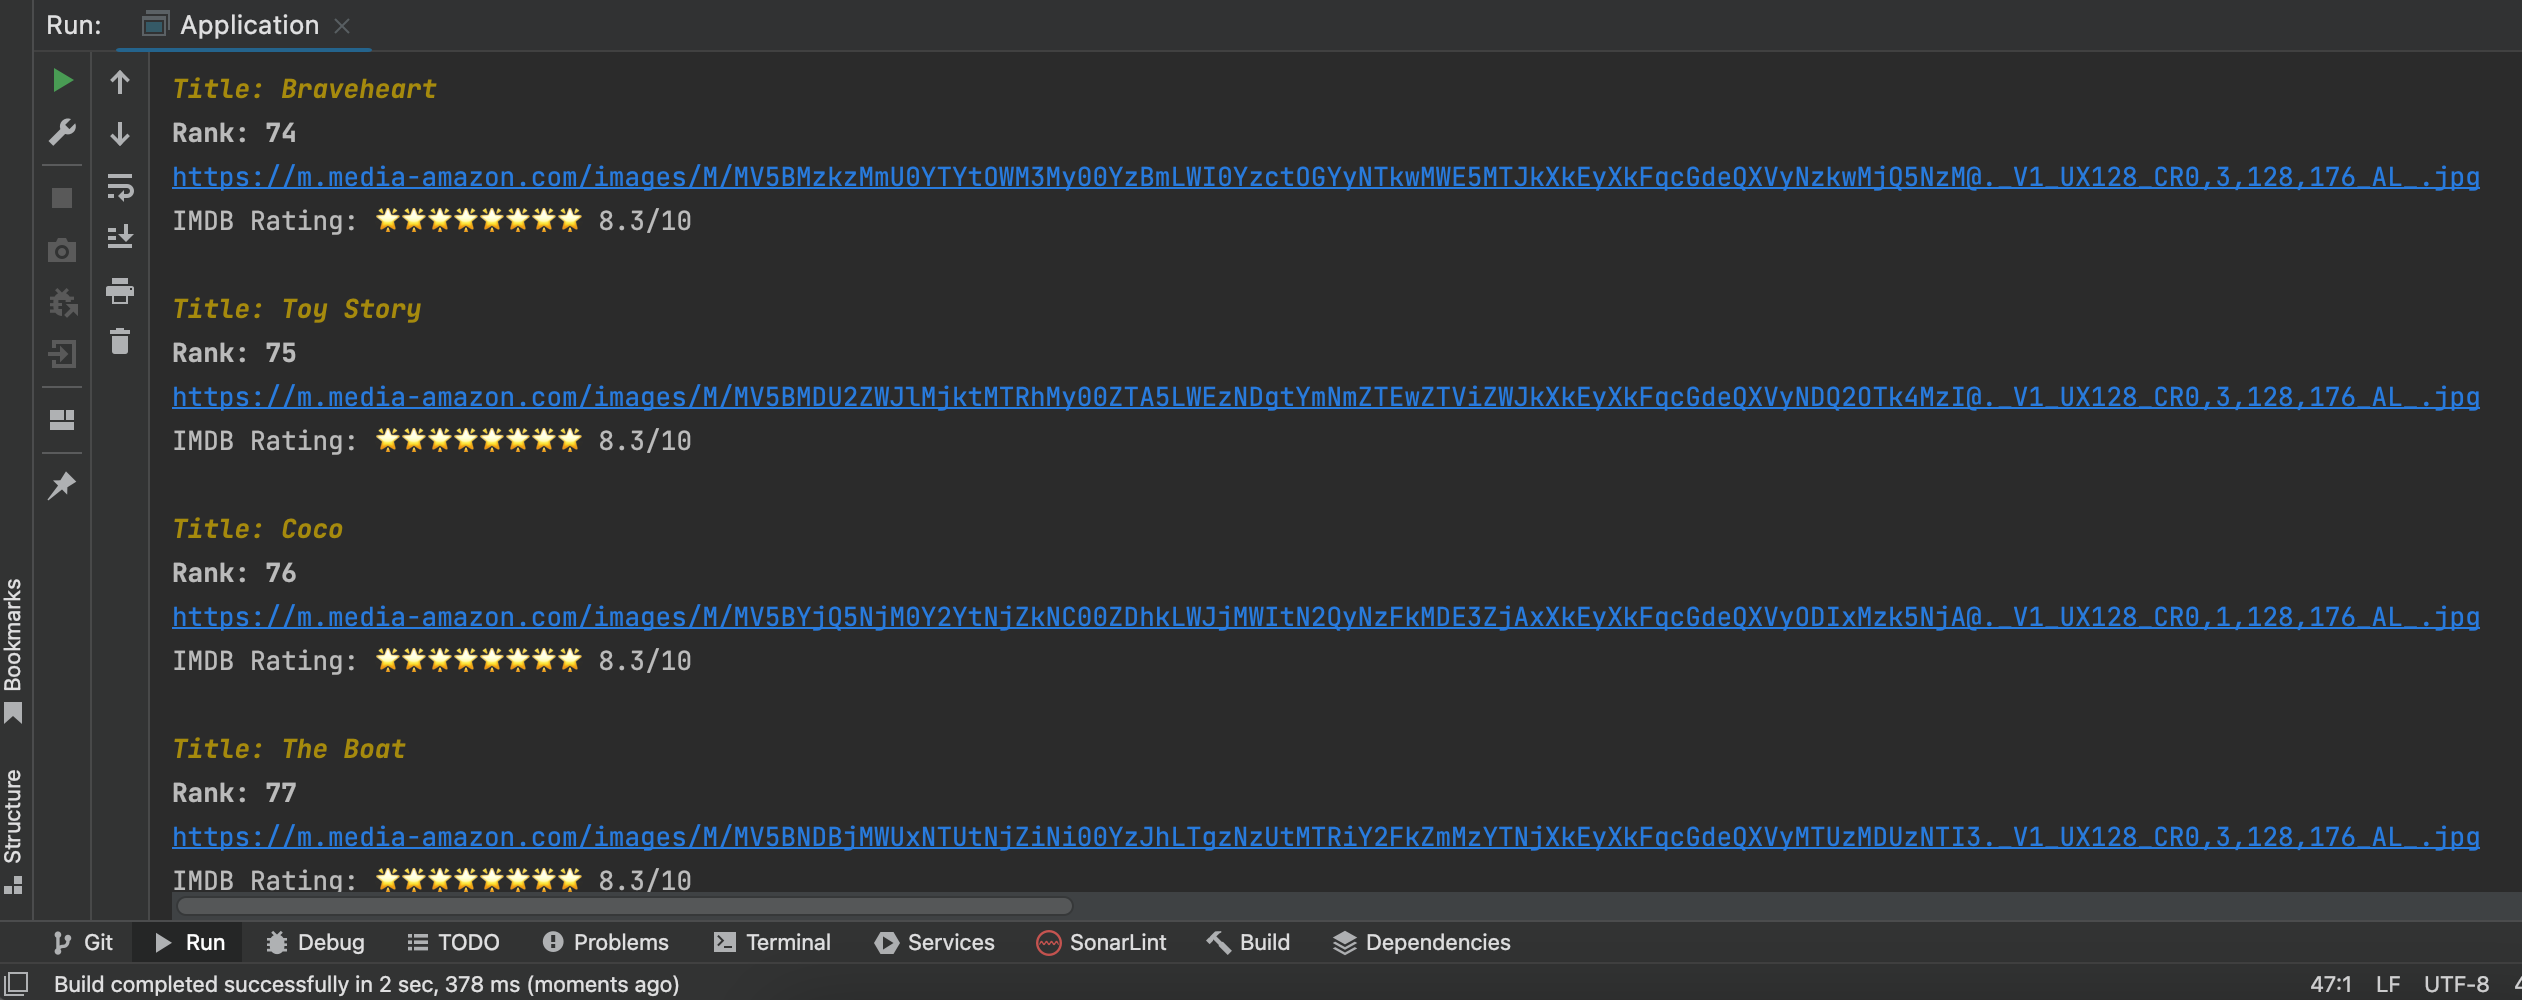 Run: Application
Title: Braveheart
Rank: 74
https://m.media-amazon.com/images/M/MV5BMzkzMmU0YTYtOWM3My00YzBmLWI0YzctOGYyNTkwMWE5MTJkXkEyXkFqcGdeQXVyNzkwMjQ5NzM@._V1_UX128_CR0,3,128,176_AL_.jpg
IMDB Rating: 🌟🌟🌟🌟🌟🌟🌟🌟 8.3/10
Title: Toy Story
Rank: 75
https://m.media-amazon.com/images/M/MV5BMDU2ZWJlMjktMTRhMy00ZTA5LWEzNDgtYmNmZTEwZTViZWJkXkEyXkFqcGdeQXVyNDQ2OTk4MzI@._V1_UX128_CR0,3,128,176_AL_.jpg
IMDB Rating: 🌟🌟🌟🌟🌟🌟🌟🌟 8.3/10
Title: Coco
Rank: 76
https://m.media-amazon.com/images/M/MV5BYjQ5NjM0Y2YtNjZkNC00ZDhkLWJjMWItN2QyNzFkMDE3ZjAxXkEyXkFqcGdeQXVyODIxMzk5NjA@._V1_UX128_CR0,1,128,176_AL_.jpg
IMDB Rating: 🌟🌟🌟🌟🌟🌟🌟🌟 8.3/10
Title: The Boat
Rank: 77
https://m.media-amazon.com/images/M/MV5BNDBjMWUxNTUtNjZiNi00YzJhLTgzNzUtMTRiY2FkZmMzYTNjXkEyXkFqcGdeQXVyMTUzMDUzNTI3._V1_UX128_CR0,3,128,176_AL_.jpg
IMDB Rating: 🌟🌟🌟🌟🌟🌟🌟🌟 8.3/10
Bookmarks
Structure
Git Run Debug TODO Problems Terminal Services SonarLint Build Dependencies
Build completed successfully in 2 sec, 378 ms (moments ago) 47:1 LF UTF-8